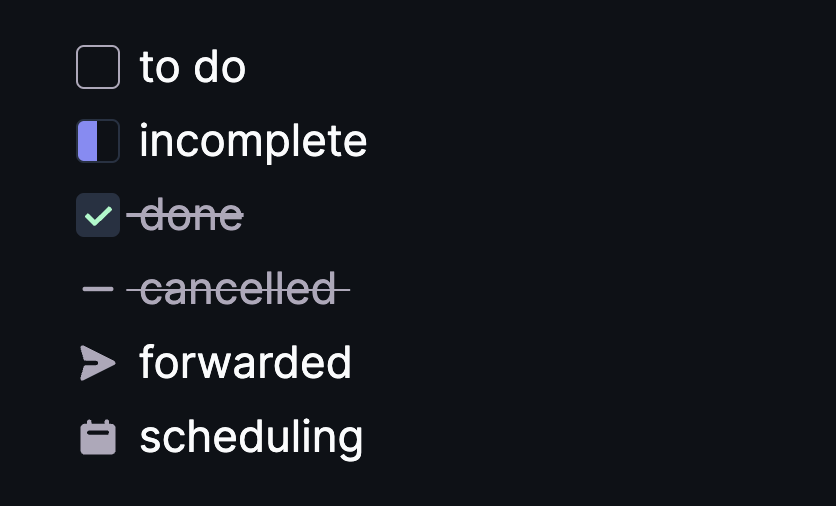 to do
incomplete
done
cancelled
forwarded
scheduling